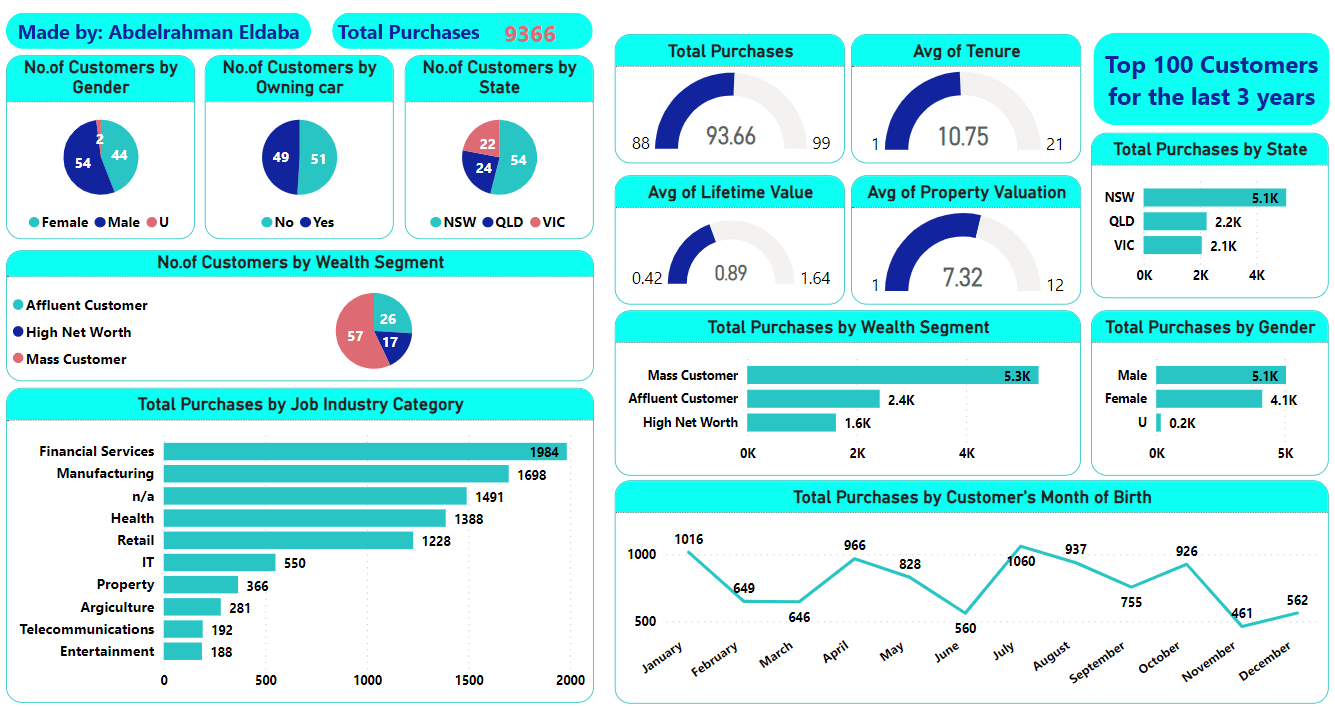 Made by: Abdelrahman Eldaba
Total Purchases 9366
No.of Customers by
Gender
2
44
54
Female Male U
No.of Customers by
Owning car
49
51
No Yes
No.of Customers by
State
22
24
54
NSW QLD VIC
No.of Customers by Wealth Segment
Affluent Customer
High Net Worth
Mass Customer
26
57
17
Total Purchases by Job Industry Category
Financial Services 1984
Manufacturing 1698
n/a 1491
Health 1388
Retail 1228
IT 550
Property 366
Argiculture 281
Telecommunications 192
Entertainment 188
0 500 1000 1500 2000
Total Purchases
88 93.66 99
Avg of Tenure
1 10.75 21
Top 100 Customers
for the last 3 years
Avg of Lifetime Value
0.42 0.89 1.64
Avg of Property Valuation
1 7.32 12
Total Purchases by State
NSW 5.1K
QLD 2.2K
VIC 2.1K
0K 2K 4K
Total Purchases by Wealth Segment
Mass Customer 5.3K
Affluent Customer 2.4K
High Net Worth 1.6K
0K 2K 4K
Total Purchases by Gender
Male 5.1K
Female 4.1K
U 0.2K
0K 5K
Total Purchases by Customer's Month of Birth
1000
500
1016 649 646 966 828 560 1060 937 755 926 461 562
January February March April May June July August September October November December